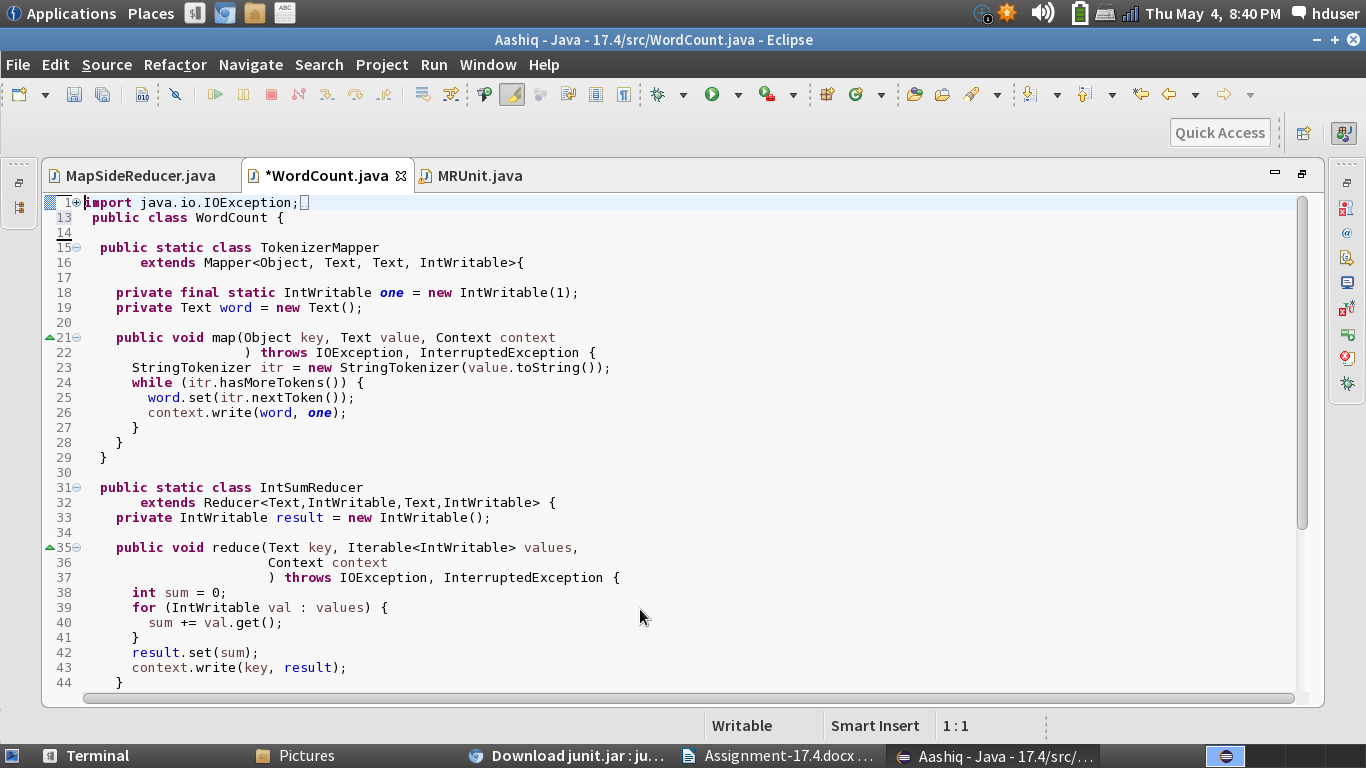 Applications Places Thu May 4, 8:40 PM hduser
Aashiq - Java - 17.4/src/WordCount.java - Eclipse
File Edit Source Refactor Navigate Search Project Run Window Help
Quick Access
MapSideReducer.java *WordCount.java MRUnit.java
1 import java.io.IOException;
13 public class WordCount {
14
15 public static class TokenizerMapper
16 extends Mapper<Object, Text, Text, IntWritable>{
17
18 private final static IntWritable one = new IntWritable(1);
19 private Text word = new Text();
20
21 public void map(Object key, Text value, Context context
22 ) throws IOException, InterruptedException {
23 StringTokenizer itr = new StringTokenizer(value.toString());
24 while (itr.hasMoreTokens()) {
25 word.set(itr.nextToken());
26 context.write(word, one);
27 }
28 }
29 }
30
31 public static class IntSumReducer
32 extends Reducer<Text,IntWritable,Text,IntWritable> {
33 private IntWritable result = new IntWritable();
34
35 public void reduce(Text key, Iterable<IntWritable> values,
36 Context context
37 ) throws IOException, InterruptedException {
38 int sum = 0;
39 for (IntWritable val : values) {
40 sum += val.get();
41 }
42 result.set(sum);
43 context.write(key, result);
44 }
Writable Smart Insert 1 : 1
Terminal Pictures Download junit.jar : ju... Assignment-17.4.docx ... Aashiq - Java - 17.4/src/...